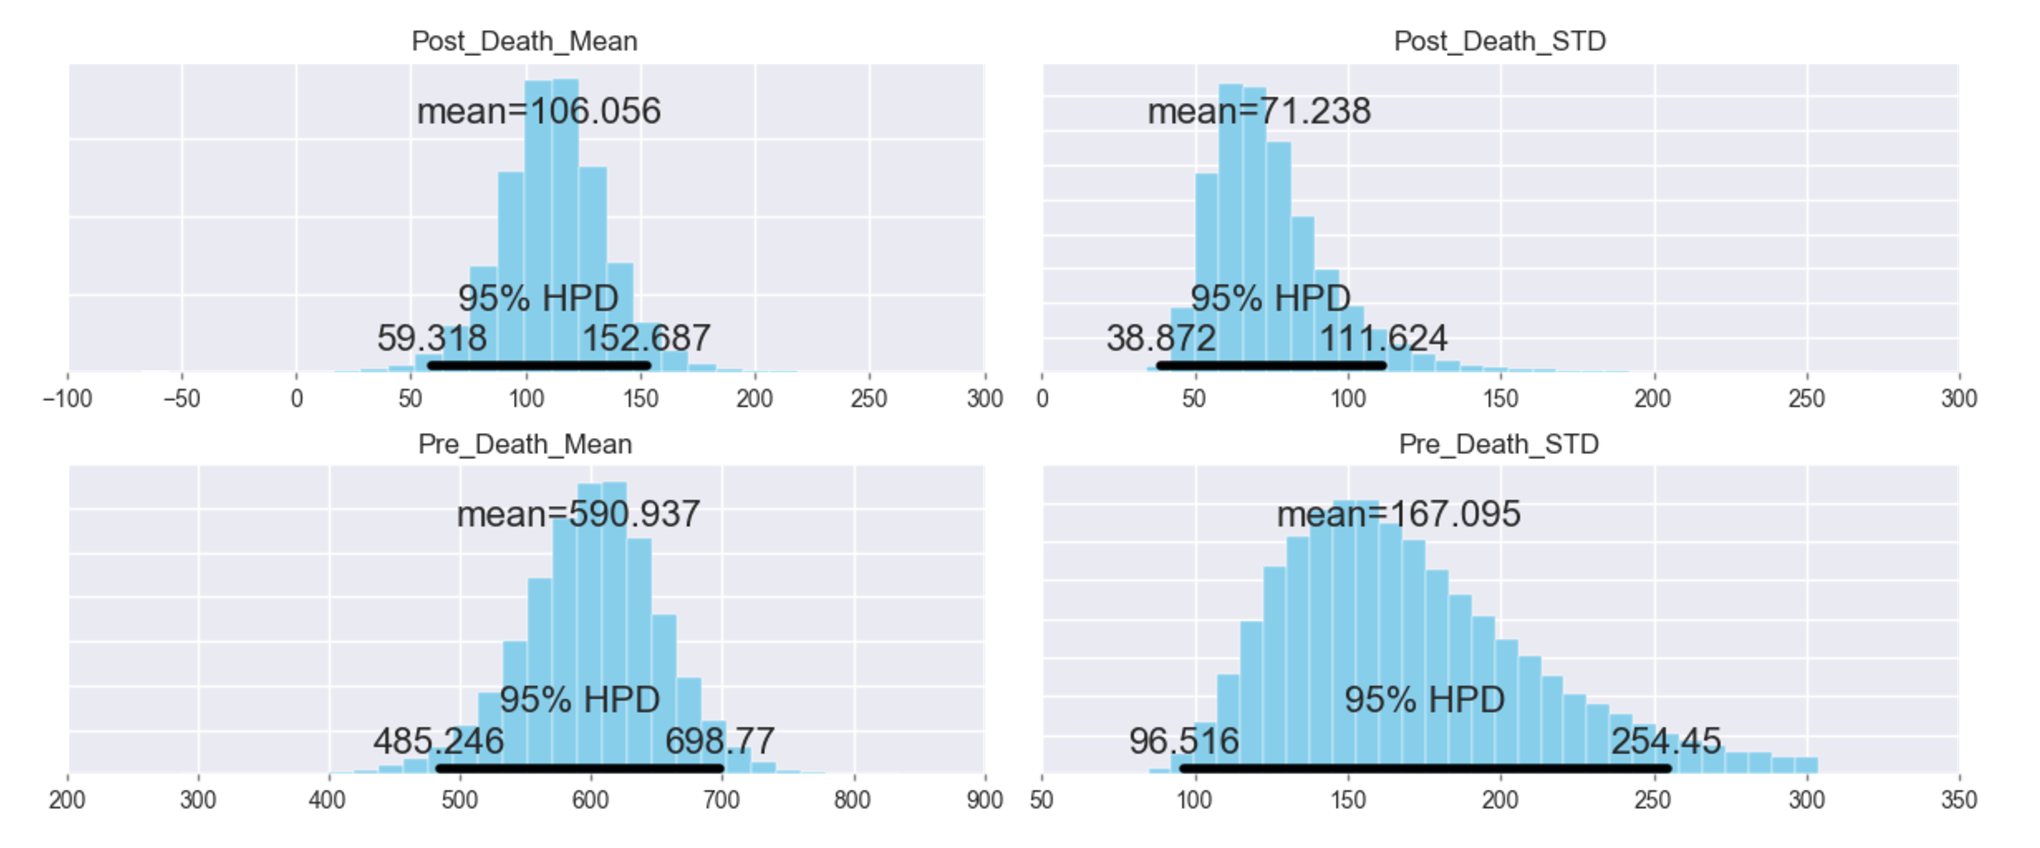 Post_Death_Mean
mean=106.056
95% HPD
59.318 152.687
−100 −50 0 50 100 150 200 250 300
Post_Death_STD
mean=71.238
95% HPD
38.872 111.624
0 50 100 150 200 250 300
Pre_Death_Mean
mean=590.937
95% HPD
485.246 698.77
200 300 400 500 600 700 800 900
Pre_Death_STD
mean=167.095
95% HPD
96.516 254.45
50 100 150 200 250 300 350